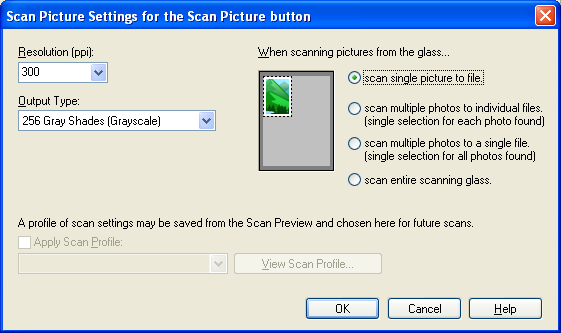 Scan Picture Settings for the Scan Picture button
Resolution (ppi):
300
Output Type:
256 Gray Shades (Grayscale)
When scanning pictures from the glass...
scan single picture to file.
scan multiple photos to individual files.
(single selection for each photo found)
scan multiple photos to a single file.
(single selection for all photos found)
scan entire scanning glass.
A profile of scan settings may be saved from the Scan Preview and chosen here for future scans.
Apply Scan Profile:
View Scan Profile...
OK Cancel Help